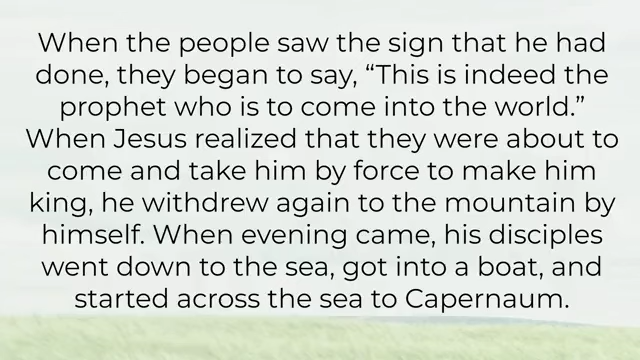 When the people saw the sign that he had
done, they began to say, “This is indeed the
prophet who is to come into the world.”
When Jesus realized that they were about to
come and take him by force to make him
king, he withdrew again to the mountain by
himself. When evening came, his disciples
went down to the sea, got into a boat, and
started across the sea to Capernaum.